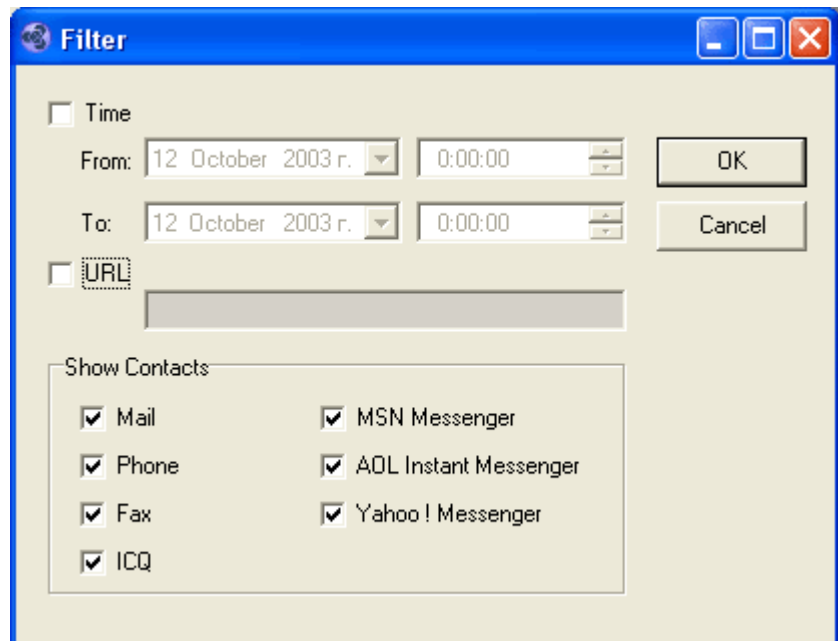 Filter
Time
From: 12 October 2003 г. 0:00:00 OK
To: 12 October 2003 г. 0:00:00 Cancel
URL
Show Contacts
Mail MSN Messenger
Phone AOL Instant Messenger
Fax Yahoo ! Messenger
ICQ